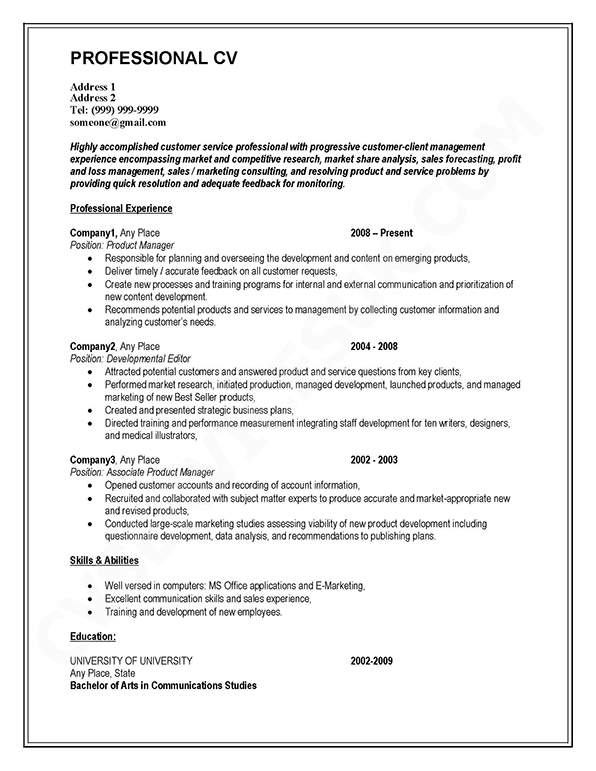 PROFESSIONAL CV
Address 1
Address 2
Tel: (999) 999-9999
someone@gmail.com
Highly accomplished customer service professional with progressive customer-client management
experience encompassing market and competitive research, market share analysis, sales forecasting, profit
and loss management, sales / marketing consulting, and resolving product and service problems by
providing quick resolution and adequate feedback for monitoring.
Professional Experience
Company1, Any Place 2008 – Present
Position: Product Manager
• Responsible for planning and overseeing the development and content on emerging products,
• Deliver timely / accurate feedback on all customer requests,
• Create new processes and training programs for internal and external communication and prioritization of
new content development.
• Recommends potential products and services to management by collecting customer information and
analyzing customer's needs.
Company2, Any Place 2004 - 2008
Position: Developmental Editor
• Attracted potential customers and answered product and service questions from key clients,
• Performed market research, initiated production, managed development, launched products, and managed
marketing of new Best Seller products,
• Created and presented strategic business plans,
• Directed training and performance measurement integrating staff development for ten writers, designers,
and medical illustrators,
Company3, Any Place 2002 - 2003
Position: Associate Product Manager
• Opened customer accounts and recording of account information,
• Recruited and collaborated with subject matter experts to produce accurate and market-appropriate new
and revised products,
• Conducted large-scale marketing studies assessing viability of new product development including
questionnaire development, data analysis, and recommendations to publishing plans.
Skills & Abilities
• Well versed in computers: MS Office applications and E-Marketing,
• Excellent communication skills and sales experience,
• Training and development of new employees.
Education:
UNIVERSITY OF UNIVERSITY 2002-2009
Any Place, State
Bachelor of Arts in Communications Studies